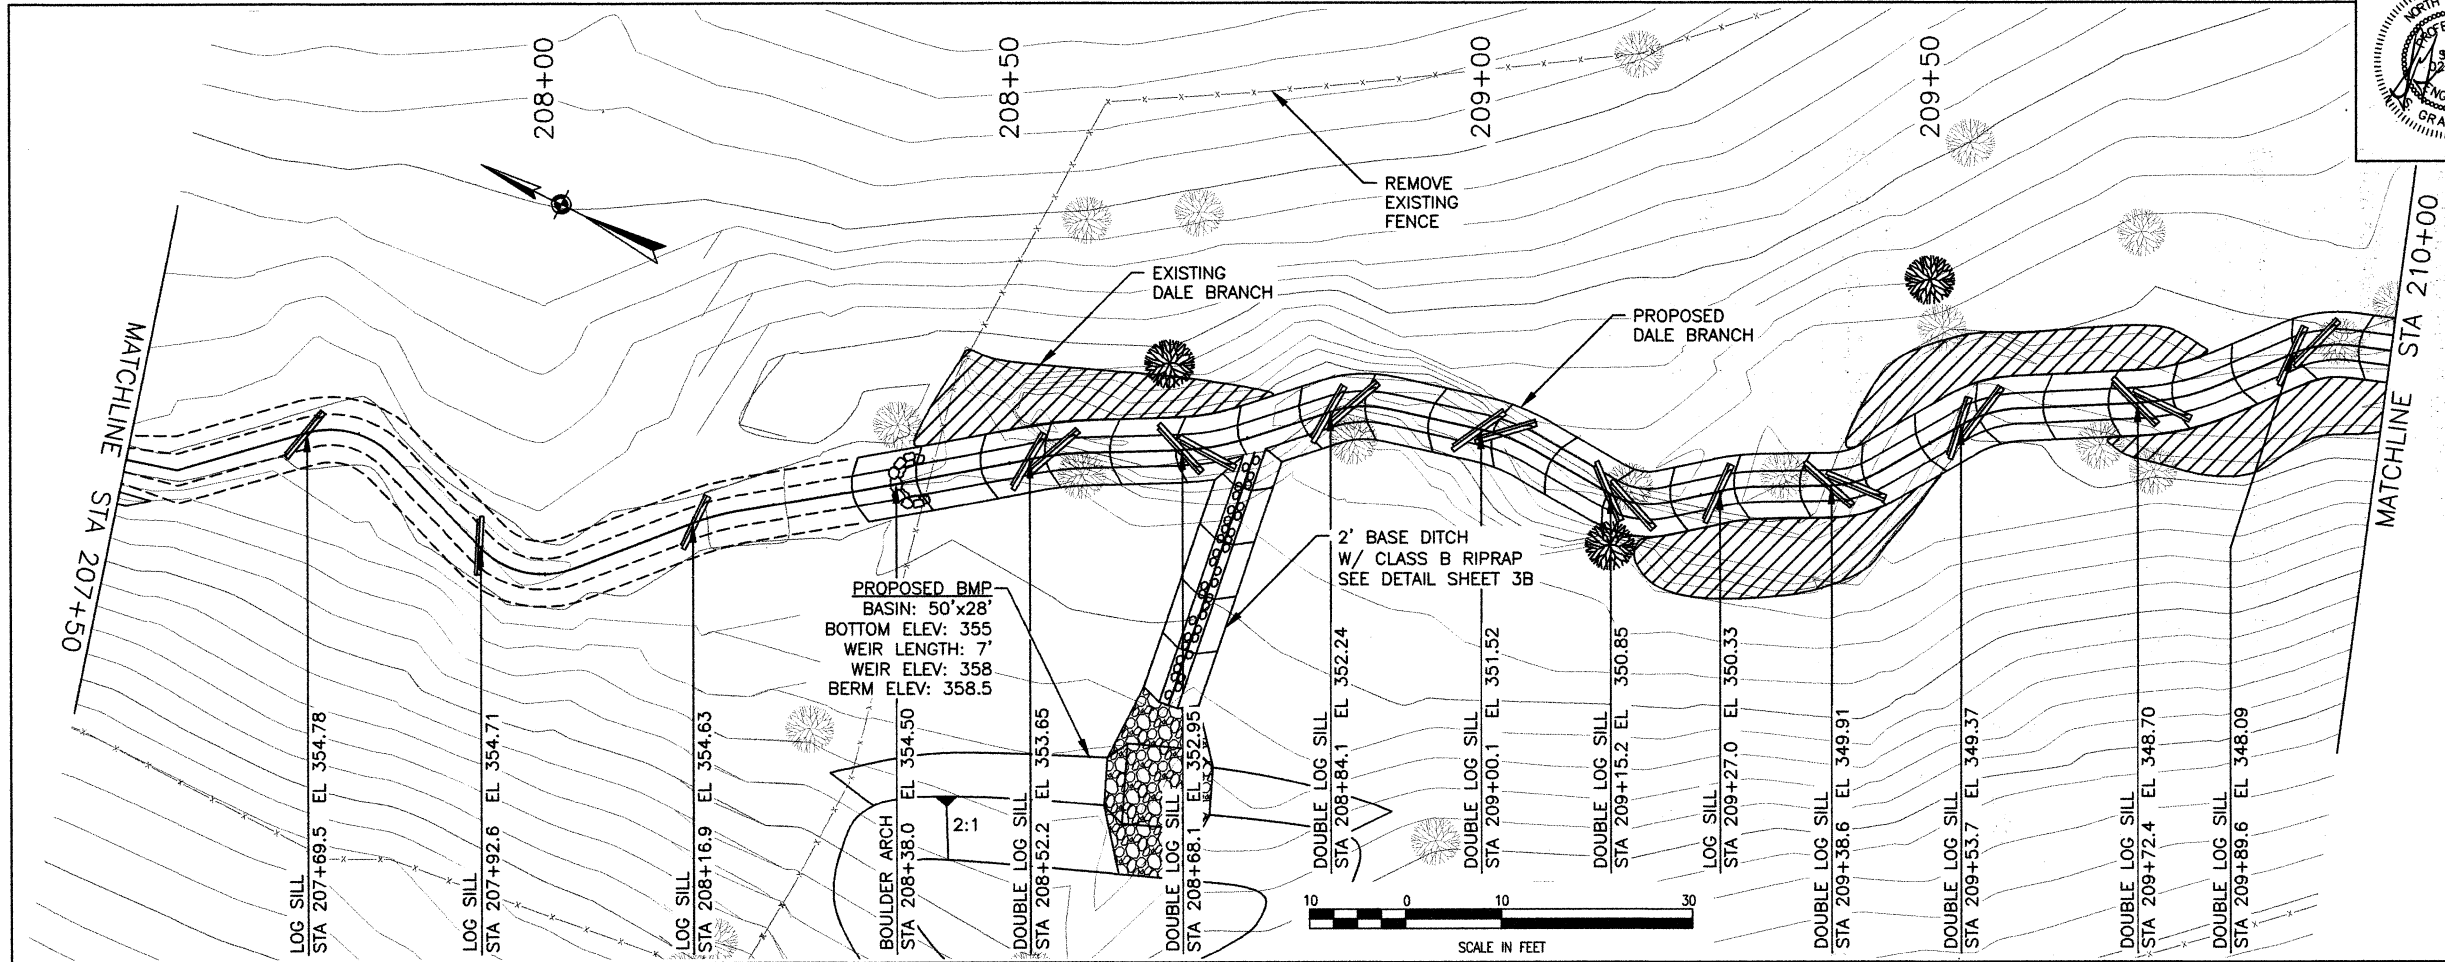 208+00
208+50
209+00
209+50
NORTH
GRA
REMOVE
EXISTING
FENCE
EXISTING
DALE BRANCH
PROPOSED
DALE BRANCH
MATCHLINE STA 207+50
MATCHLINE STA 210+00
2' BASE DITCH
W/ CLASS B RIPRAP
SEE DETAIL SHEET 3B
PROPOSED BMP
BASIN: 50'x28'
BOTTOM ELEV: 355
WEIR LENGTH: 7'
WEIR ELEV: 358
BERM ELEV: 358.5
2:1
LOG SILL
STA 207+69.5 EL 354.78
LOG SILL
STA 207+92.6 EL 354.71
LOG SILL
STA 208+16.9 EL 354.63
BOULDER ARCH
STA 208+38.0 EL 354.50
DOUBLE LOG SILL
STA 208+52.2 EL 353.65
DOUBLE LOG SILL
STA 208+68.1 EL 352.95
DOUBLE LOG SILL
STA 208+84.1 EL 352.24
DOUBLE LOG SILL
STA 209+00.1 EL 351.52
DOUBLE LOG SILL
STA 209+15.2 EL 350.85
LOG SILL
STA 209+27.0 EL 350.33
DOUBLE LOG SILL
STA 209+38.6 EL 349.91
DOUBLE LOG SILL
STA 209+53.7 EL 349.37
DOUBLE LOG SILL
STA 209+72.4 EL 348.70
DOUBLE LOG SILL
STA 209+89.6 EL 348.09
10 0 10 30
SCALE IN FEET